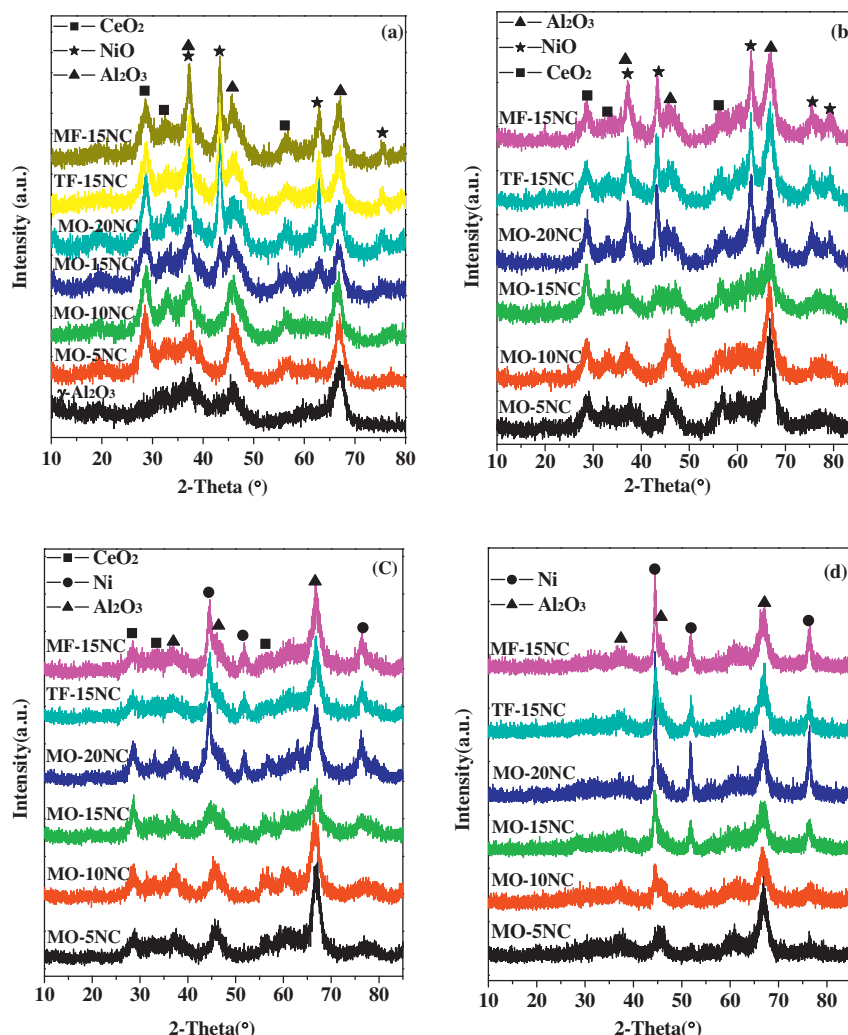 (a)
—■— CeO₂
—★— NiO
—▲— Al₂O₃
MF-15NC
TF-15NC
MO-20NC
MO-15NC
MO-10NC
MO-5NC
γ-Al₂O₃
Intensity (a.u.)
10 20 30 40 50 60 70 80
2-Theta (°)
(b)
—▲— Al₂O₃
—★— NiO
—■— CeO₂
MF-15NC
TF-15NC
MO-20NC
MO-15NC
MO-10NC
MO-5NC
Intensity (a.u.)
10 20 30 40 50 60 70 80
2-Theta(°)
(C)
—■— CeO₂
—●— Ni
—▲— Al₂O₃
MF-15NC
TF-15NC
MO-20NC
MO-15NC
MO-10NC
MO-5NC
Intensity(a.u.)
10 20 30 40 50 60 70 80
2-Theta(°)
(d)
—●— Ni
—▲— Al₂O₃
MF-15NC
TF-15NC
MO-20NC
MO-15NC
MO-10NC
MO-5NC
Intensity(a.u.)
10 20 30 40 50 60 70 80
2-Theta(°)